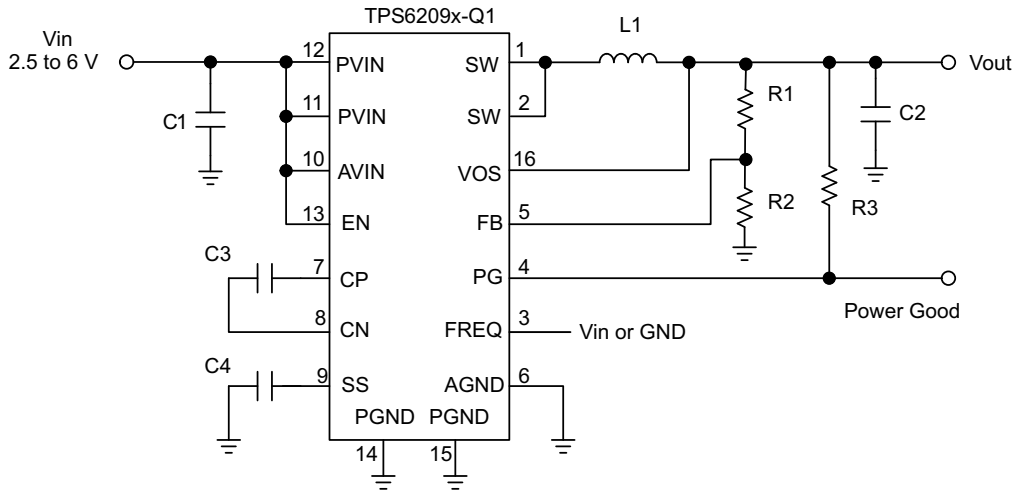 TPS6209x-Q1
Vin
2.5 to 6 V
C1
12
PVIN
11
PVIN
10
AVIN
13
EN
C3
7
CP
8
CN
C4
9
SS
PGND
PGND
14
15
SW
1
SW
2
VOS
16
FB
5
PG
4
FREQ
3
Vin or GND
AGND
6
L1
R1
R2
R3
C2
Vout
Power Good